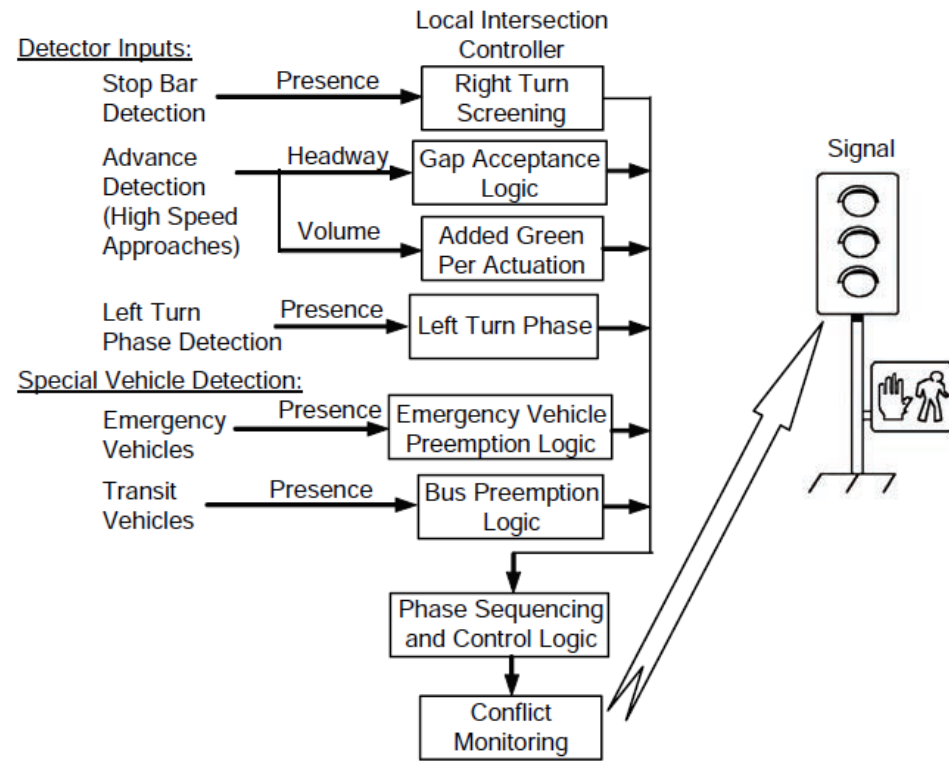 Local Intersection
Controller
Detector Inputs:
Stop Bar
Detection
Presence
Right Turn
Screening
Advance
Detection
(High Speed
Approaches)
Headway
Gap Acceptance
Logic
Volume
Added Green
Per Actuation
Left Turn
Phase Detection
Presence
Left Turn Phase
Special Vehicle Detection:
Emergency
Vehicles
Presence
Emergency Vehicle
Preemption Logic
Transit
Vehicles
Presence
Bus Preemption
Logic
Phase Sequencing
and Control Logic
Conflict
Monitoring
Signal